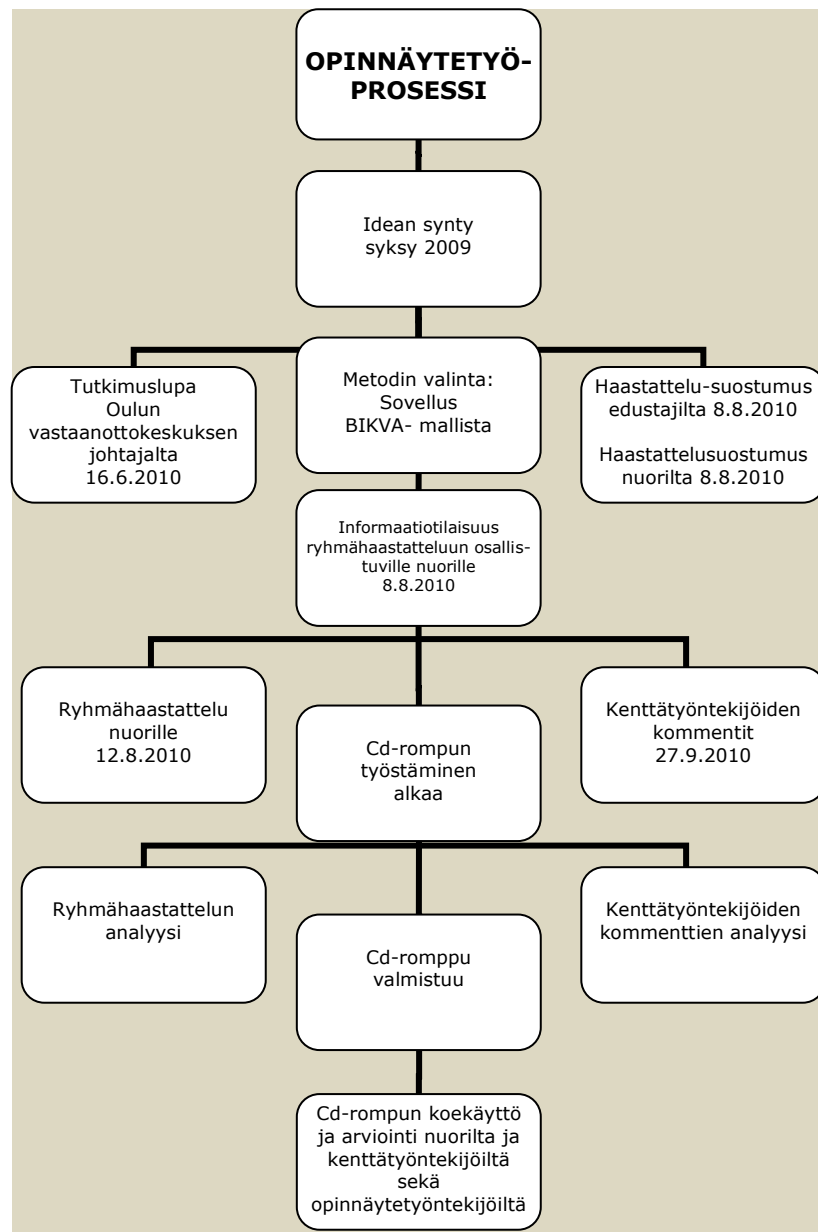 OPINNÄYTETYÖ-
PROSESSI
Idean synty
syksy 2009
Tutkimuslupa
Oulun
vastaanottokeskuksen
johtajalta
16.6.2010
Metodin valinta:
Sovellus
BIKVA- mallista
Haastattelu-suostumus
edustajilta 8.8.2010
Haastattelusuostumus
nuorilta 8.8.2010
Informaatiotilaisuus
ryhmähaastatteluun osallis-
tuville nuorille
8.8.2010
Ryhmähaastattelu
nuorille
12.8.2010
Cd-rompun
työstäminen
alkaa
Kenttätyöntekijöiden
kommentit
27.9.2010
Ryhmähaastattelun
analyysi
Cd-romppu
valmistuu
Kenttätyöntekijöiden
kommenttien analyysi
Cd-rompun koekäyttö
ja arviointi nuorilta ja
kenttätyöntekijöiltä
sekä
opinnäytetyöntekijöiltä